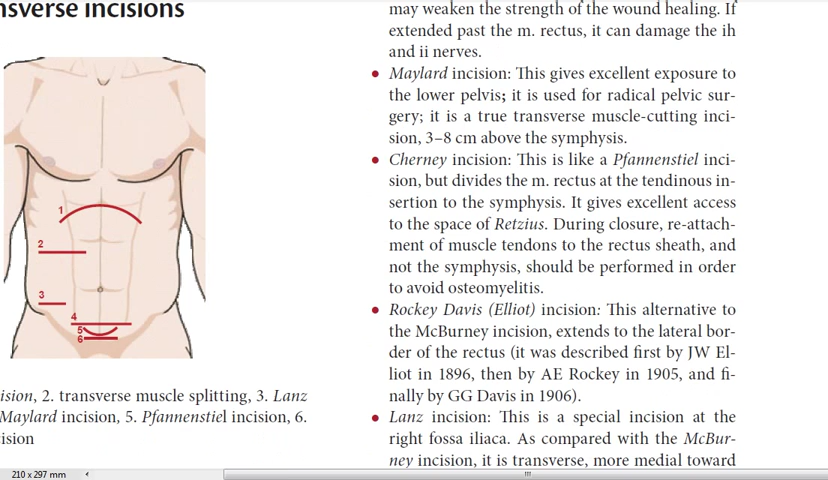 nsverse incisions
1
2
3
4
5
6
ision, 2. transverse muscle splitting, 3. Lanz
Maylard incision, 5. Pfannenstiel incision, 6.
ision
may weaken the strength of the wound healing. If
extended past the m. rectus, it can damage the ih
and ii nerves.
• Maylard incision: This gives excellent exposure to
the lower pelvis; it is used for radical pelvic sur-
gery; it is a true transverse muscle-cutting inci-
sion, 3–8 cm above the symphysis.
• Cherney incision: This is like a Pfannenstiel inci-
sion, but divides the m. rectus at the tendinous in-
sertion to the symphysis. It gives excellent access
to the space of Retzius. During closure, re-attach-
ment of muscle tendons to the rectus sheath, and
not the symphysis, should be performed in order
to avoid osteomyelitis.
• Rockey Davis (Elliot) incision: This alternative to
the McBurney incision, extends to the lateral bor-
der of the rectus (it was described first by JW El-
liot in 1896, then by AE Rockey in 1905, and fi-
nally by GG Davis in 1906).
• Lanz incision: This is a special incision at the
right fossa iliaca. As compared with the McBur-
ney incision, it is transverse, more medial toward
210 x 297 mm